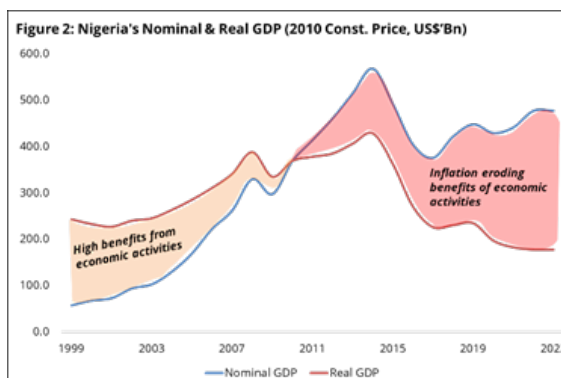 Figure 2: Nigeria's Nominal & Real GDP (2010 Const. Price, US$'Bn)
600.0
500.0
400.0
300.0
200.0
100.0
0.0
High benefits from
economic activities
Inflation eroding
benefits of economic
activities
1999 2003 2007 2011 2015 2019
Nominal GDP Real GDP